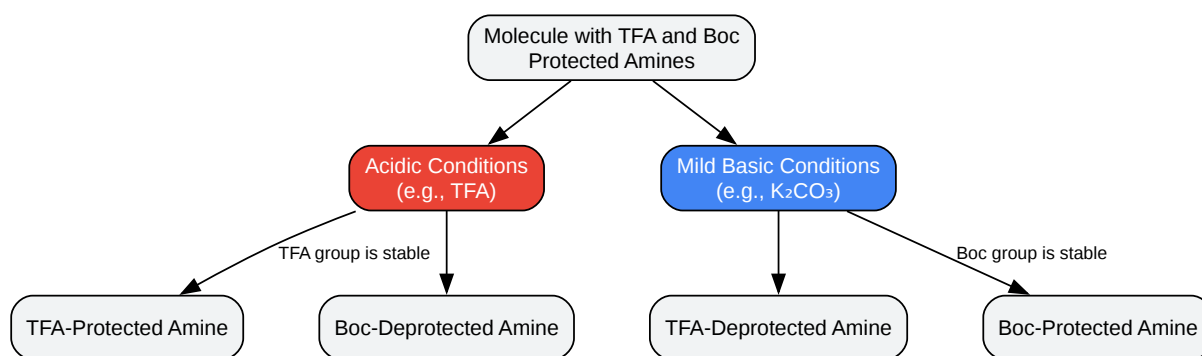 Molecule with TFA and Boc
Protected Amines
Acidic Conditions
(e.g., TFA)
Mild Basic Conditions
(e.g., K₂CO₃)
TFA group is stable
Boc group is stable
TFA-Protected Amine
Boc-Deprotected Amine
TFA-Deprotected Amine
Boc-Protected Amine